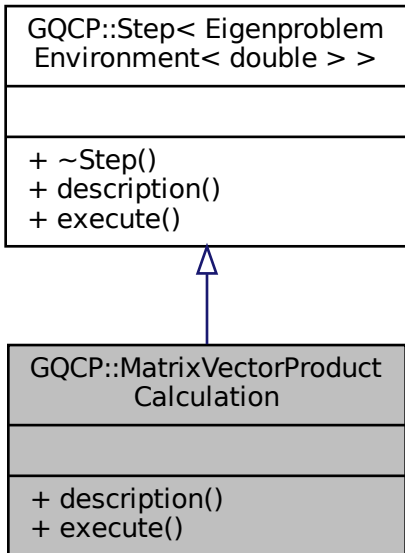 GQCP::Step< Eigenproblem
Environment< double > >
+ ~Step()
+ description()
+ execute()
GQCP::MatrixVectorProduct
Calculation
+ description()
+ execute()